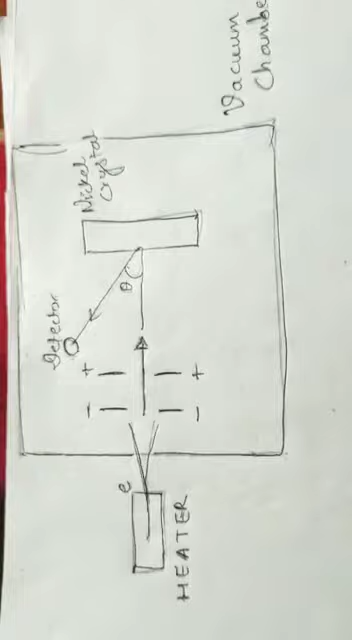 Vacuum
Chamber
Nickel
Crystal
Detector
θ
+ +
- -
e
HEATER